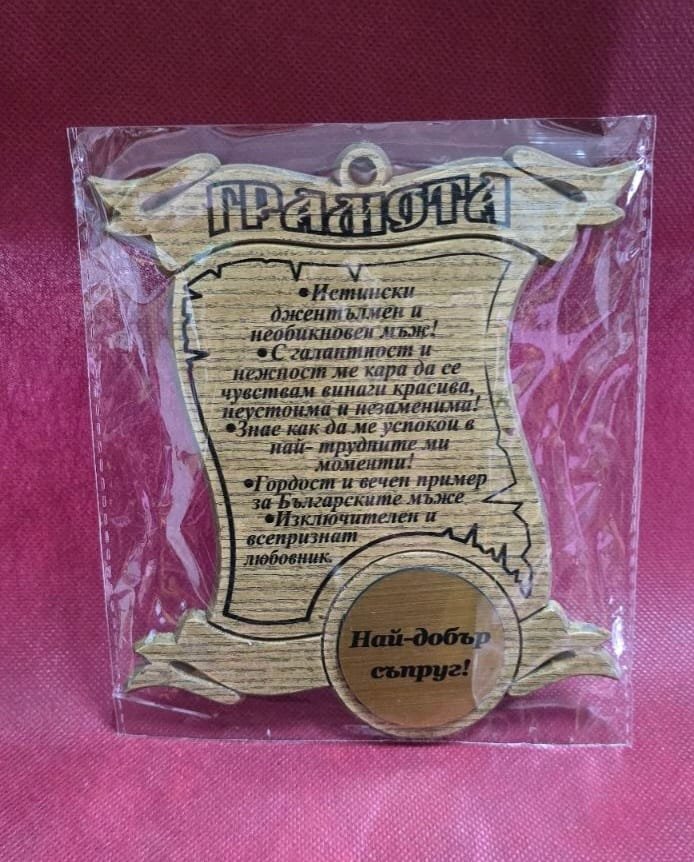 ГРАМОТА
•Истински
джентълмен и
необикновен мъж!
•С галантност и
нежност ме кара да се
чувствам винаги красива,
неустоима и незаменима!
•Знае как да ме успокои в
най- трудните ми
моменти!
•Гордост и вечен пример
за Българските мъже
•Изключителен и
всепризнат
любовник.
Най-добър
съпруг!